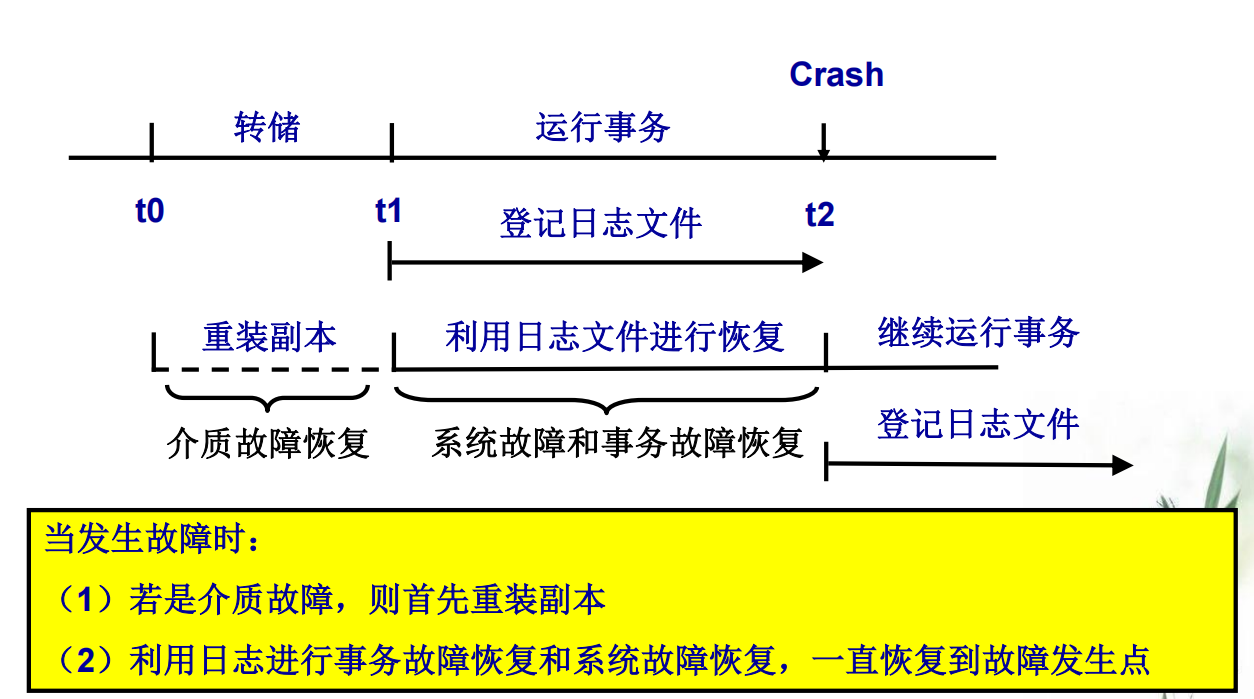 Crash
转储
运行事务
t0
t1
登记日志文件
t2
重装副本
利用日志文件进行恢复
继续运行事务
介质故障恢复
系统故障和事务故障恢复
登记日志文件
当发生故障时：
（1）若是介质故障，则首先重装副本
（2）利用日志进行事务故障恢复和系统故障恢复，一直恢复到故障发生点